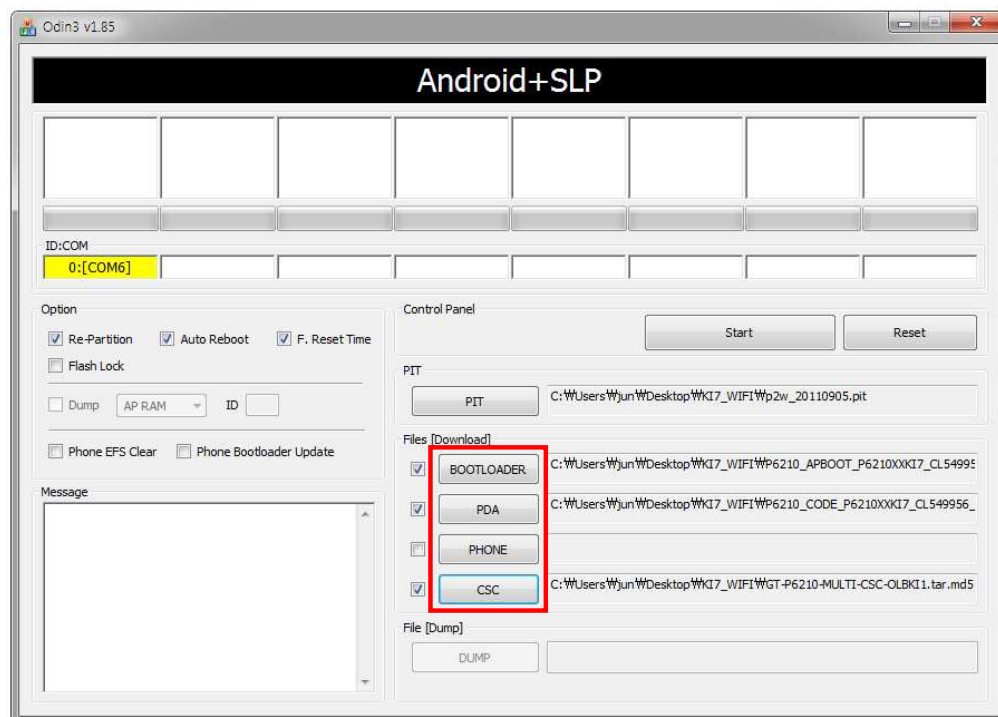 Odin3 v1.85
Android+SLP
ID:COM
0:[COM6]
Option
Re-Partition Auto Reboot F. Reset Time
Flash Lock
Dump AP RAM ID
Phone EFS Clear Phone Bootloader Update
Message
Control Panel
Start Reset
PIT
PIT C:₩Users₩jun₩Desktop₩KI7_WIFI₩p2w_20110905.pit
Files [Download]
BOOTLOADER C:₩Users₩jun₩Desktop₩KI7_WIFI₩P6210_APBOOT_P6210XXKI7_CL54995
PDA C:₩Users₩jun₩Desktop₩KI7_WIFI₩P6210_CODE_P6210XXKI7_CL549956_
PHONE
CSC C:₩Users₩jun₩Desktop₩KI7_WIFI₩GT-P6210-MULTI-CSC-OLBKI1.tar.md5
File [Dump]
DUMP